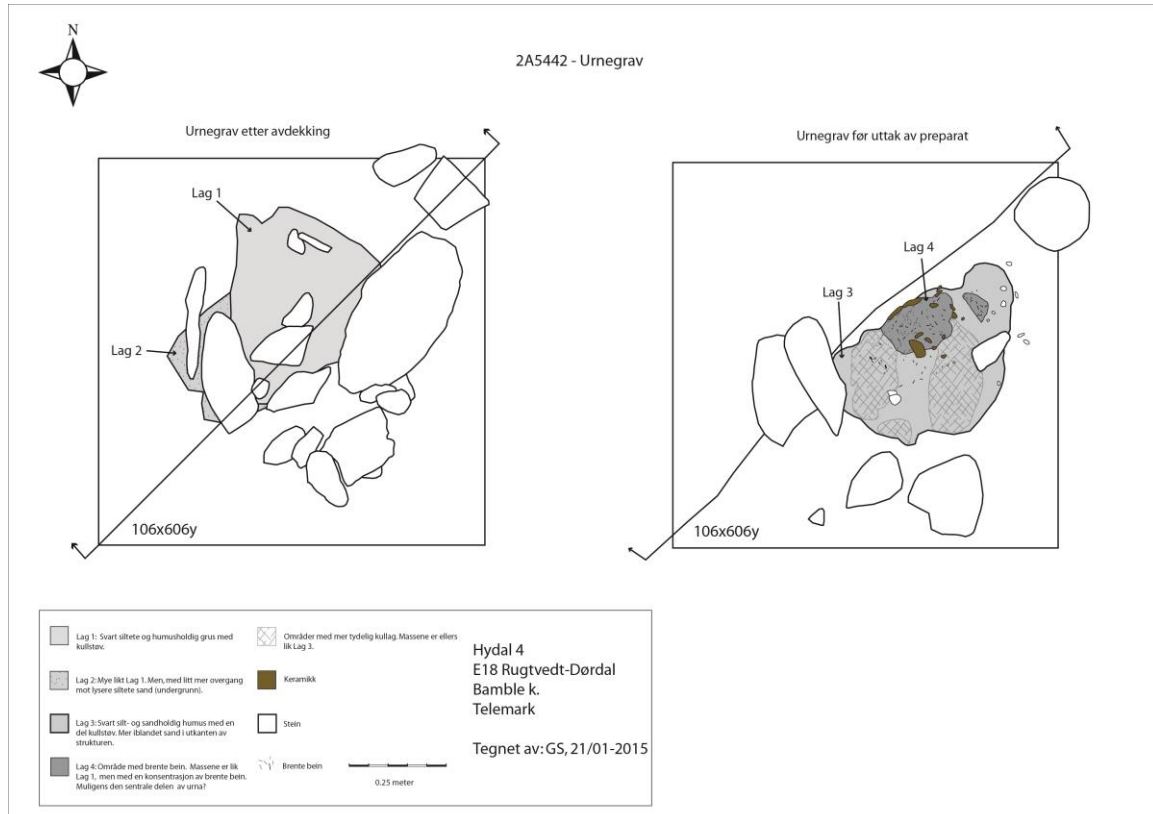 N
2A5442 - Urnegrav
Urnegrav etter avdekking
Lag 1
Lag 2
106x606y
Urnegrav før uttak av preparat
Lag 4
Lag 3
106x606y
Lag 1: Svart siltete og humusholdig grus med
kullstøv.
Lag 2: Mye likt Lag 1. Men, med litt mer overgang
mot lysere siltete sand (undergrunn).
Lag 3: Svart silt- og sandholdig humus med en
del kullstøv. Mer iblandet sand i utkanten av
strukturen.
Lag 4: Område med brente bein. Massene er lik
Lag 1, men med en konsentrasjon av brente bein.
Muligens den sentrale delen av urna?
Områder med mer tydelig kullag. Massene er ellers
lik Lag 3.
Keramikk
Stein
Brente bein
0.25 meter
Hydal 4
E18 Rugtvedt-Dørdal
Bamble k.
Telemark
Tegnet av: GS, 21/01-2015